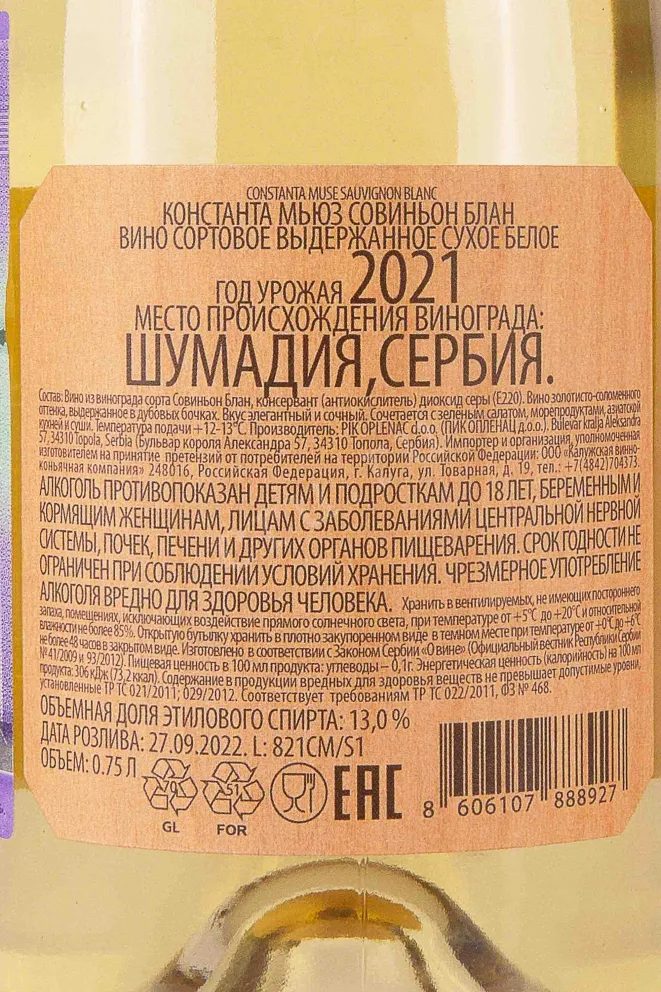 CONSTANTA MUSE SAUVIGNON BLANC
КОНСТАНТА МЬЮЗ СОВИНЬОН БЛАН
ВИНО СОРТОВОЕ ВЫДЕРЖАННОЕ СУХОЕ БЕЛОЕ
ГОД УРОЖАЯ 2021
МЕСТО ПРОИСХОЖДЕНИЯ ВИНОГРАДА:
ШУМАДИЯ, СЕРБИЯ.
Состав: Вино из винограда сорта Совиньон Блан, консервант (антиокислитель) диоксид серы (Е220). Вино золотисто-соломенного
оттенка, выдержанное в дубовых бочках. Вкус элегантный и сочный. Сочетается с зеленым салатом, морепродуктами, азиатской
кухней и суши. Температура подачи +12-13°С. Производитель: PIK OPLENAC d.o.o. (ПИК ОПЛЕНАЦ д.о.о.). Bulevar kralja Aleksandra
57, 34310 Topola, Serbia (Бульвар короля Александра 57, 34310 Топола, Сербия). Импортер и организация, уполномоченная
изготовителем на принятие претензий от потребителей на территории Российской Федерации: ООО «Калужская винно-
коньячная компания» 248016, Российская Федерация, г. Калуга, ул. Товарная, д. 19, тел.: +7(4842)704373.
АЛКОГОЛЬ ПРОТИВОПОКАЗАН ДЕТЯМ И ПОДРОСТКАМ ДО 18 ЛЕТ, БЕРЕМЕННЫМ И
КОРМЯЩИМ ЖЕНЩИНАМ, ЛИЦАМ С ЗАБОЛЕВАНИЯМИ ЦЕНТРАЛЬНОЙ НЕРВНОЙ
СИСТЕМЫ, ПОЧЕК, ПЕЧЕНИ И ДРУГИХ ОРГАНОВ ПИЩЕВАРЕНИЯ. СРОК ГОДНОСТИ НЕ
ОГРАНИЧЕН ПРИ СОБЛЮДЕНИИ УСЛОВИЙ ХРАНЕНИЯ. ЧРЕЗМЕРНОЕ УПОТРЕБЛЕНИЕ
АЛКОГОЛЯ ВРЕДНО ДЛЯ ЗДОРОВЬЯ ЧЕЛОВЕКА. Хранить в вентилируемых, не имеющих постороннего
запаха, помещениях, исключающих воздействие прямого солнечного света, при температуре от +5°С до +20°С и относительной
влажности не более 85%. Открытую бутылку хранить в плотно закупоренном виде в темном месте при температуре от +0°С до +6°С
не более 48 часов в закрытом виде. Изготовлено в соответствии с Законом Сербии «О вине» (Официальный вестник Республики Сербии
№ 41/2009 и 93/2012). Пищевая ценность в 100 мл продукта: углеводы – 0,1г. Энергетическая ценность (калорийность) на 100 мл
продукта: 306 кДж (73,2 ккал). Содержание в продукции вредных для здоровья веществ не превышает допустимые уровни,
установленные ТР ТС 021/2011; 029/2012. Соответствует требованиям ТР ТС 022/2011, ФЗ № 468.
ОБЪЕМНАЯ ДОЛЯ ЭТИЛОВОГО СПИРТА: 13,0 %
ДАТА РОЗЛИВА: 27.09.2022. L: 821CM/S1
ОБЪЕМ: 0.75 Л
70 51 EAC
GL FOR
8 606107 888927